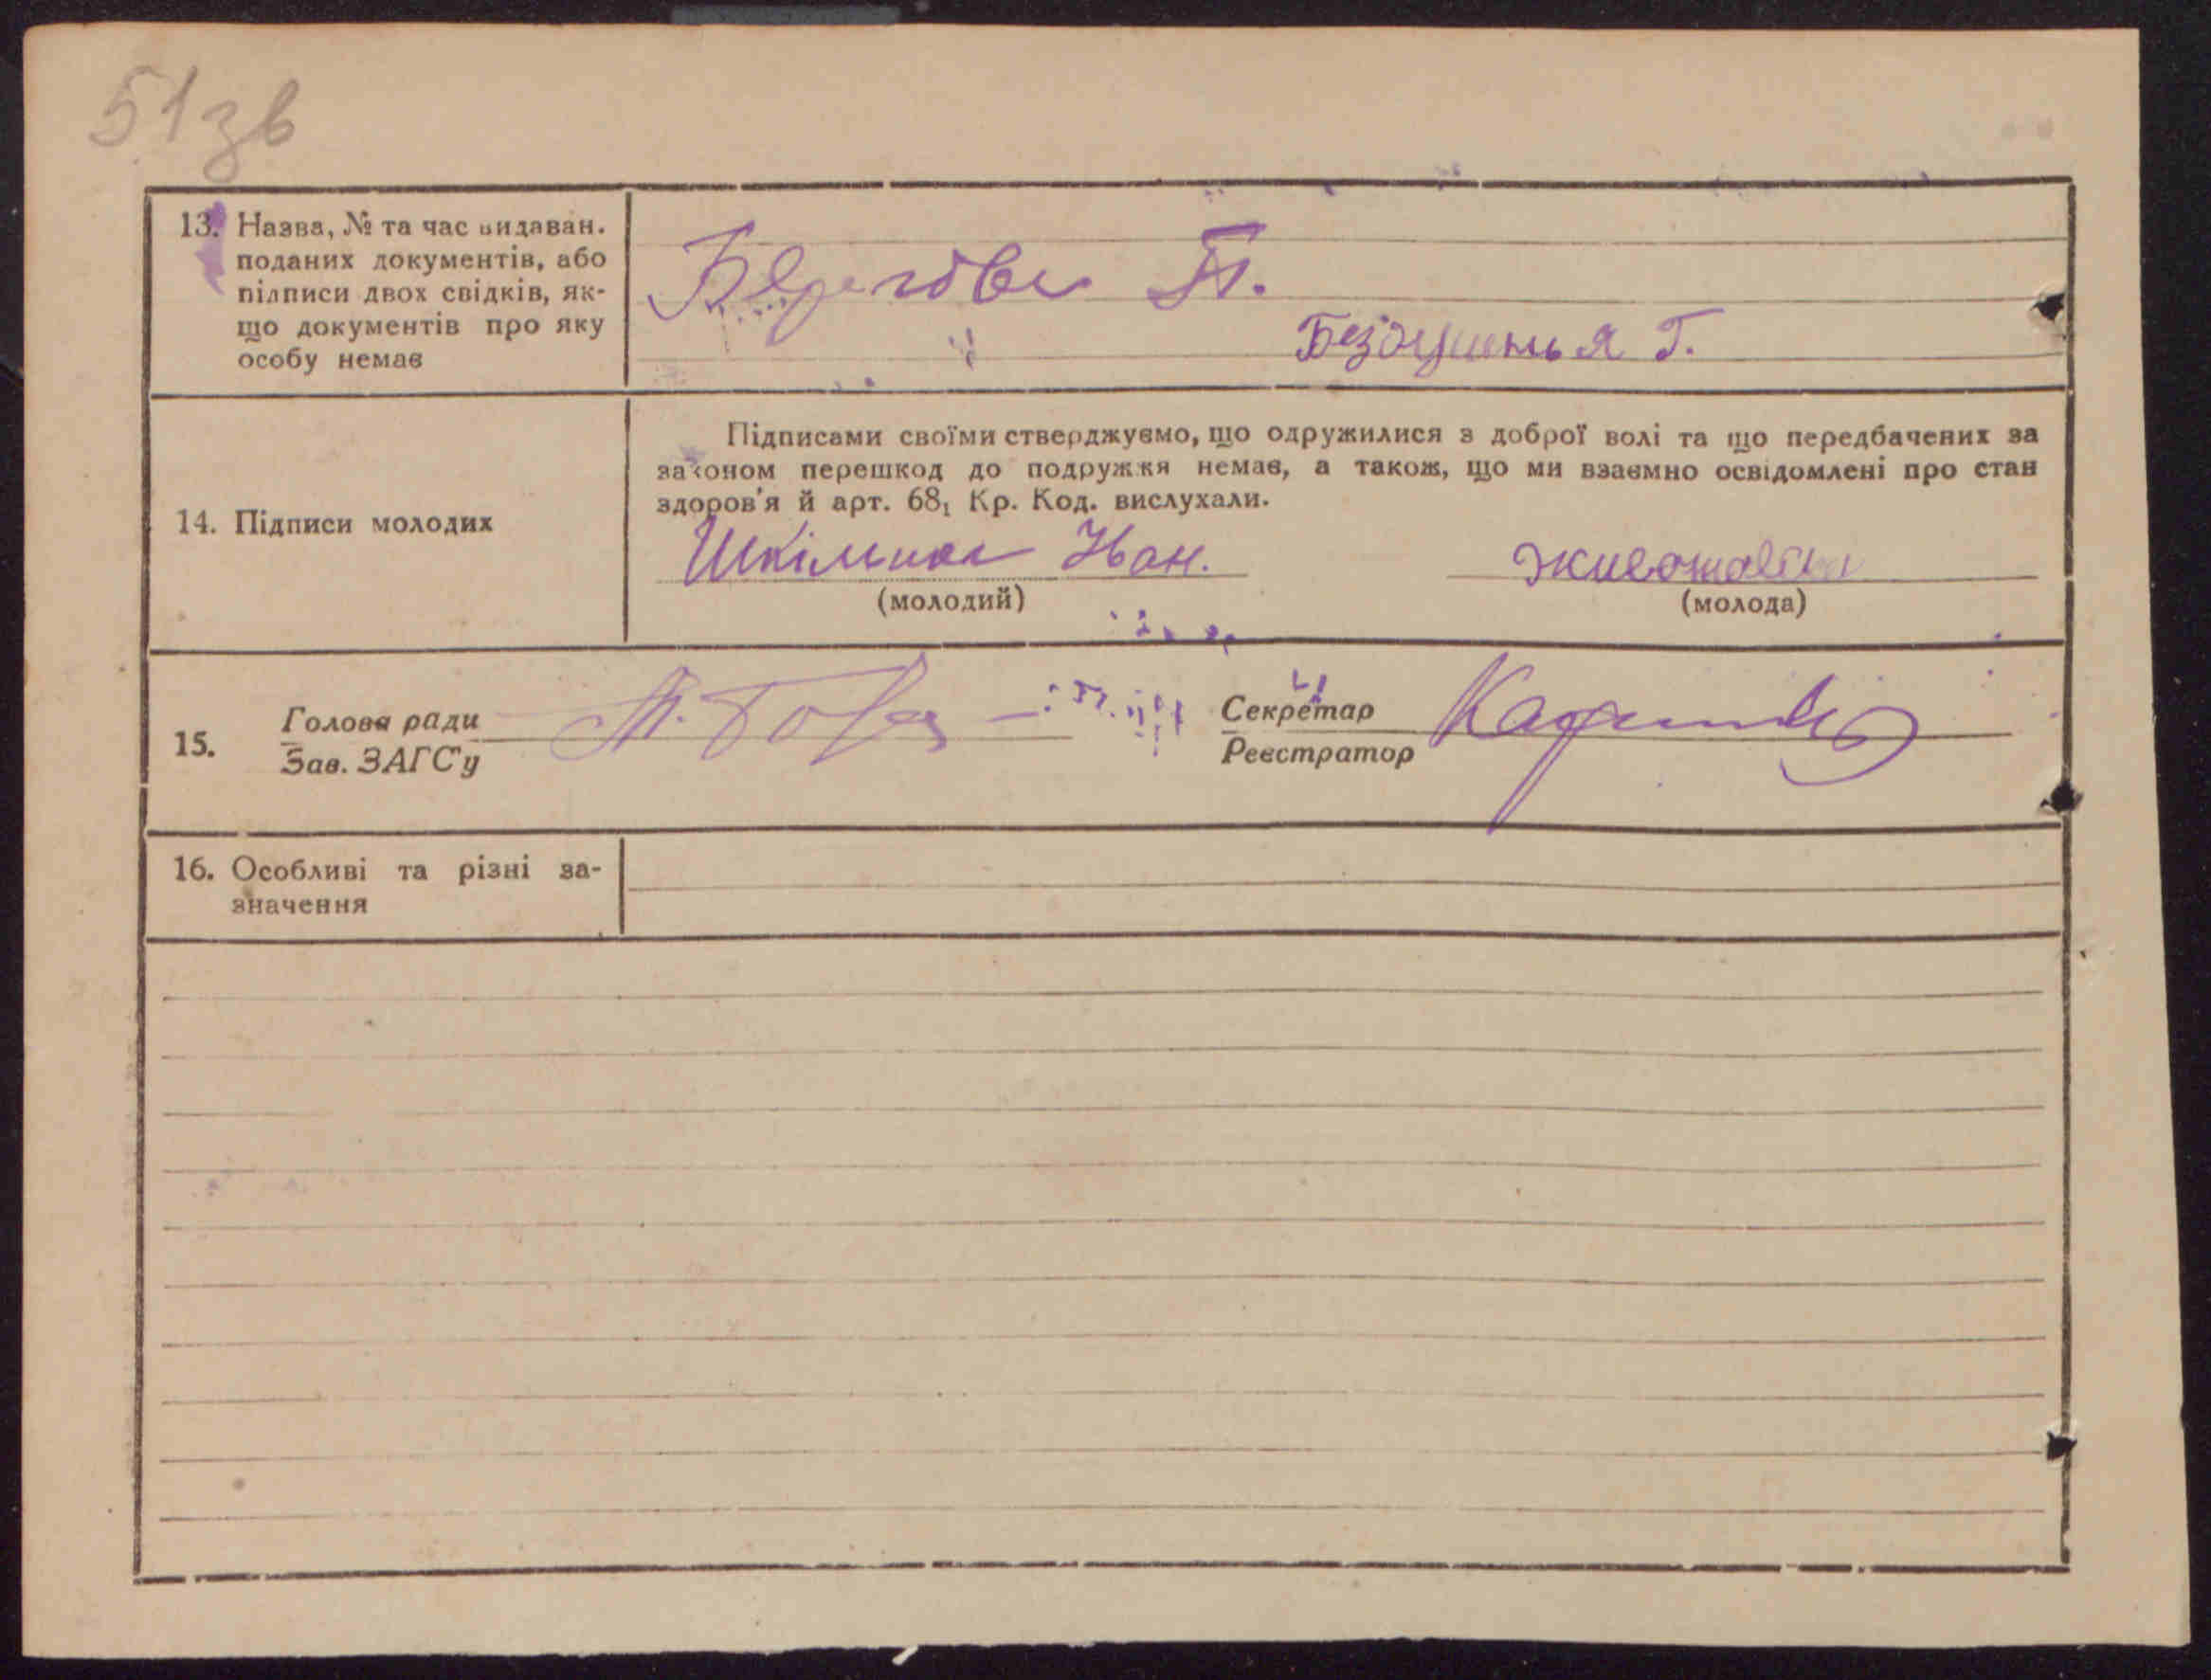 51зв
13. Назва, № та час видаван.
поданих документів, або
підписи двох свідків, як-
що документів про яку
особу немає
Т.
Г.
14. Підписи молодих
Підписами своїми стверджуємо, що одружилися з доброї волі та що передбачених за
законом перешкод до подружжя немає, а також, що ми взаємно освідомлені про стан
здоров'я й арт. 68₁ Кр. Код. вислухали.
Іван.
(молодий)
(молода)
15.
Голова ради
Зав. ЗАГС'у
Секретар
Реєстратор
16. Особливі та різні за-
значення